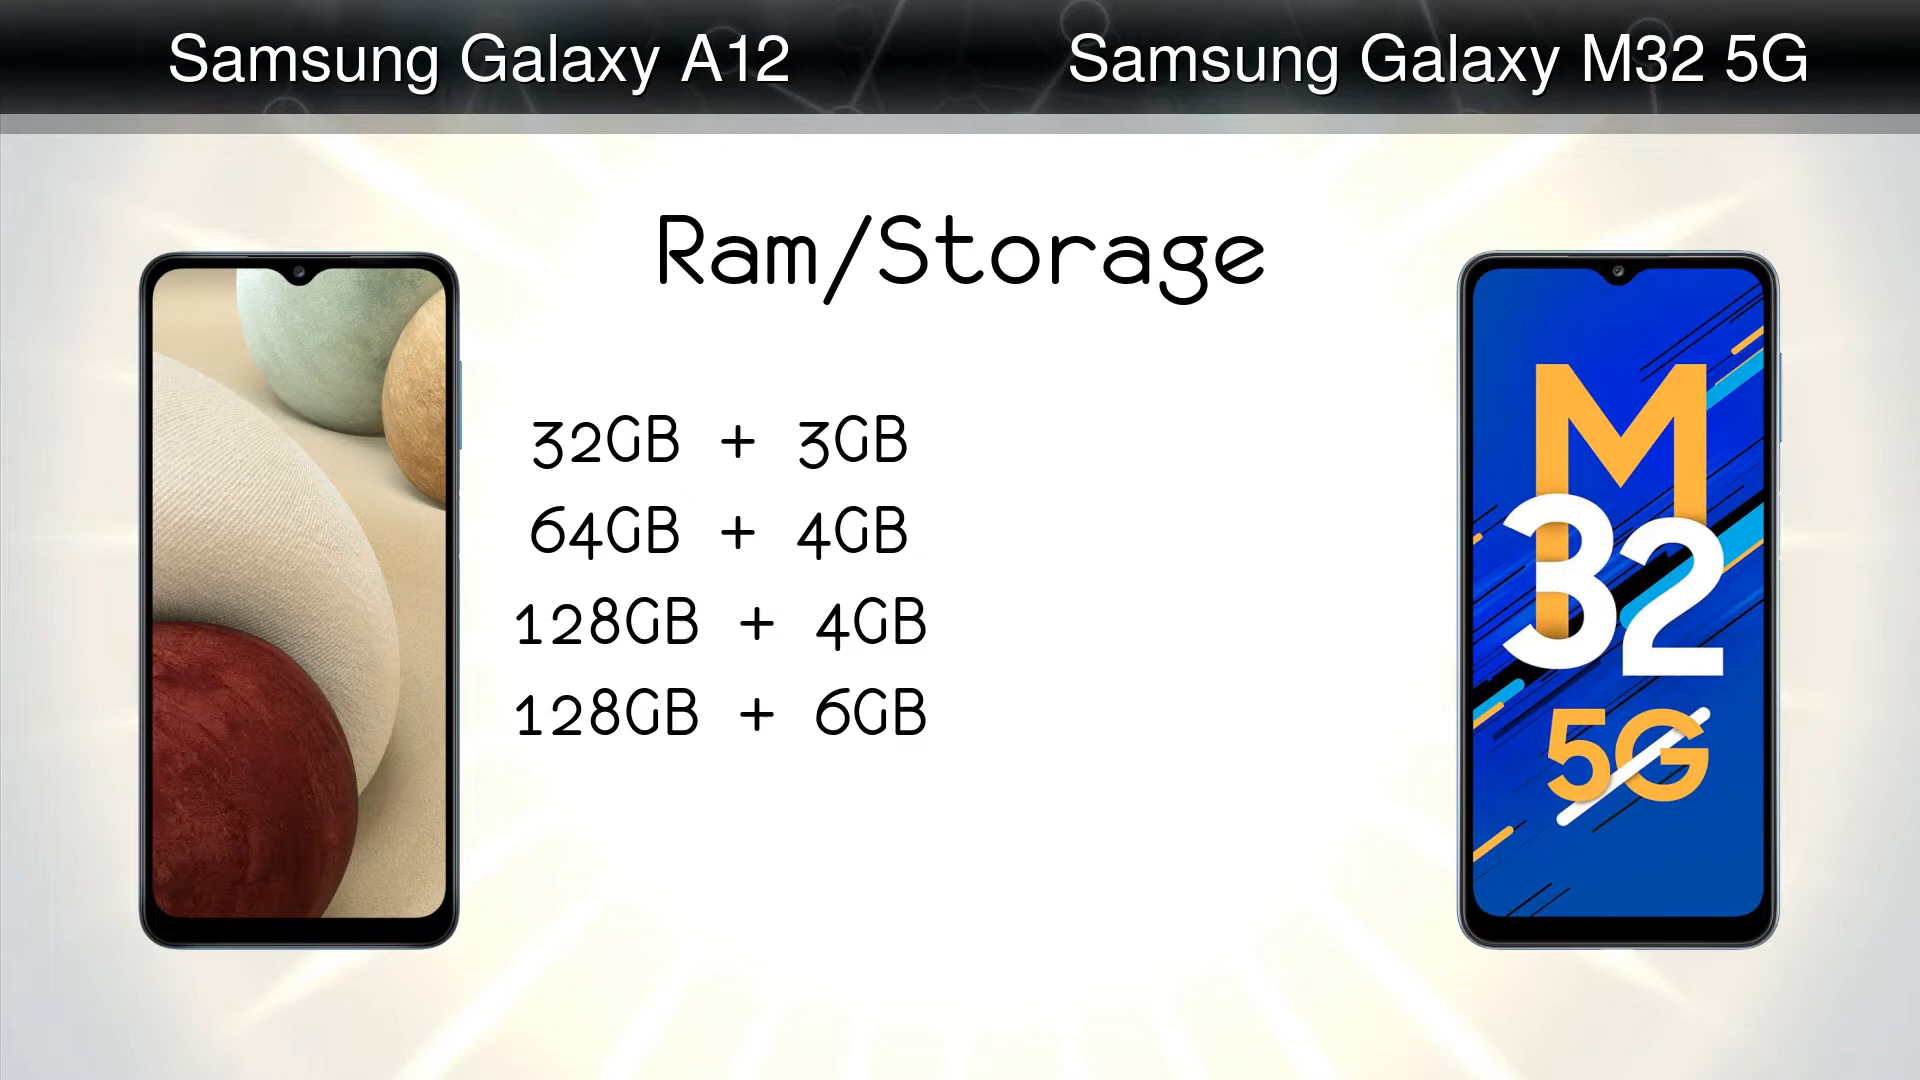 Samsung Galaxy A12
Samsung Galaxy M32 5G
Ram/Storage
32GB + 3GB
64GB + 4GB
128GB + 4GB
128GB + 6GB
M
32
5G